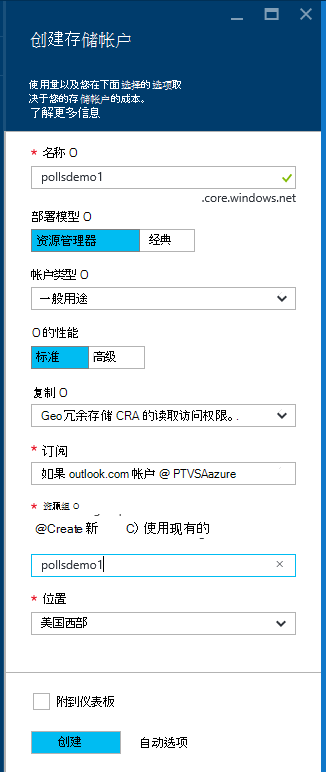 创建存储帐户
使用量以及您在下面选择的选项取
决于您的存储帐户的成本。
了解更多信息
* 名称 O
pollsdemo1
.core.windows.net
部署模型 O
资源管理器 经典
帐户类型 O
一般用途
O的性能
标准 高级
复制 O
Geo冗余存储 CRA 的读取访问权限。.
* 订阅
如果 outlook.com 帐户 @ PTVSAazure
* 资源组 O
@Create 新 C) 使用现有的
pollsdemo1
* 位置
美国西部
附到仪表板
创建 自动选项